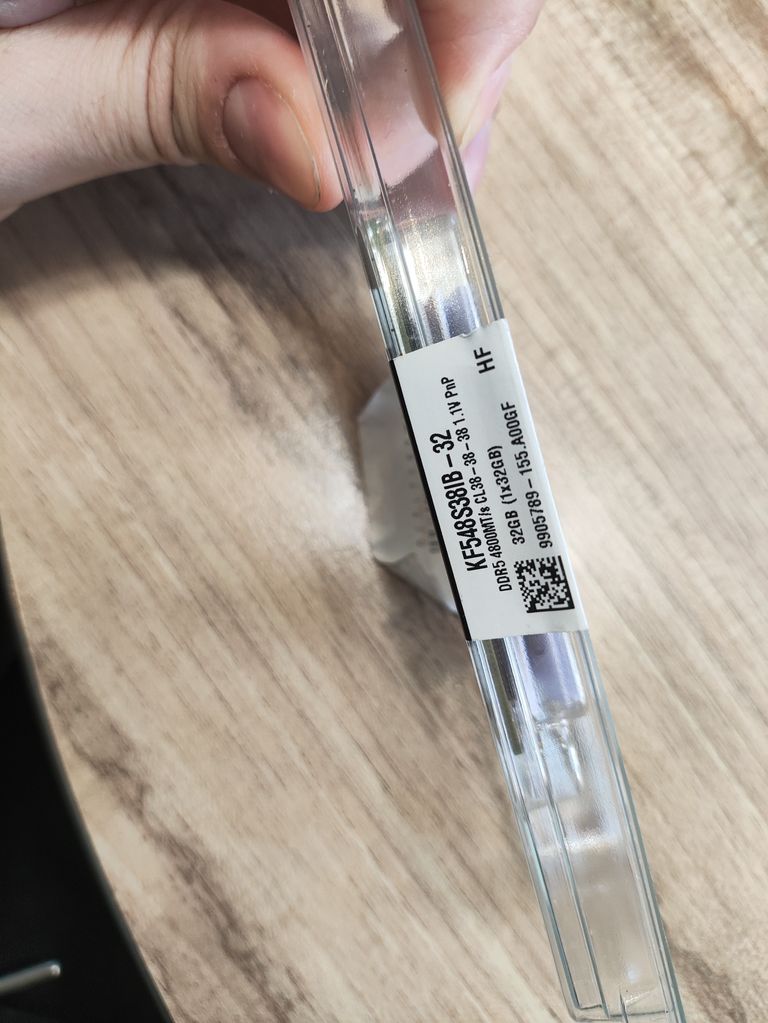 KF548S38IB-32
DDR5 4800MT/s CL38-38-38 1.1V PnP
32GB (1x32GB)
9905789-155.A00GF
HF